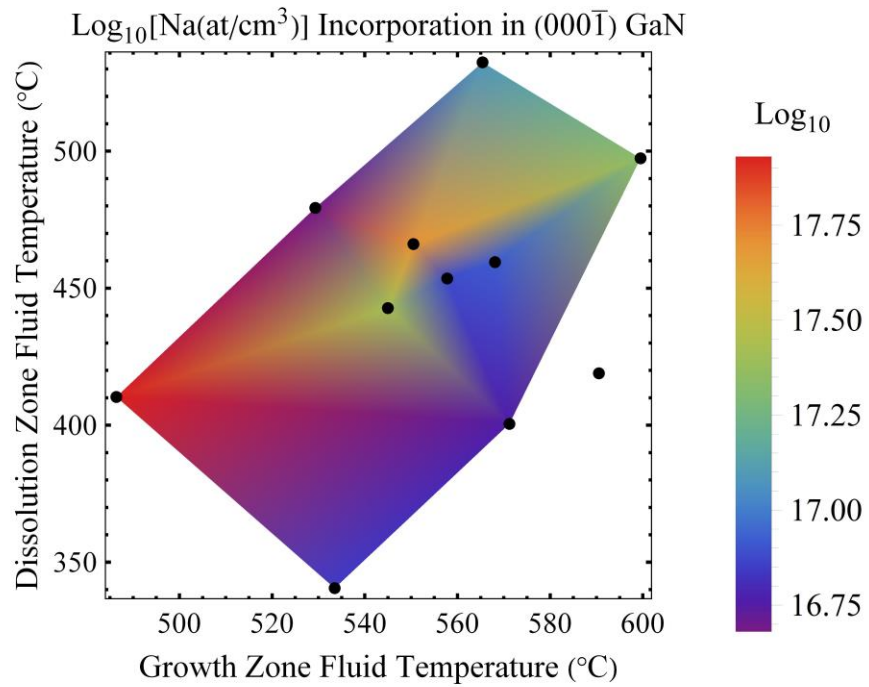 Log₁₀[Na(at/cm³)] Incorporation in (0001̅) GaN
Dissolution Zone Fluid Temperature (°C)
500
450
400
350
500 520 540 560 580 600
Growth Zone Fluid Temperature (°C)
Log₁₀
17.75
17.50
17.25
17.00
16.75